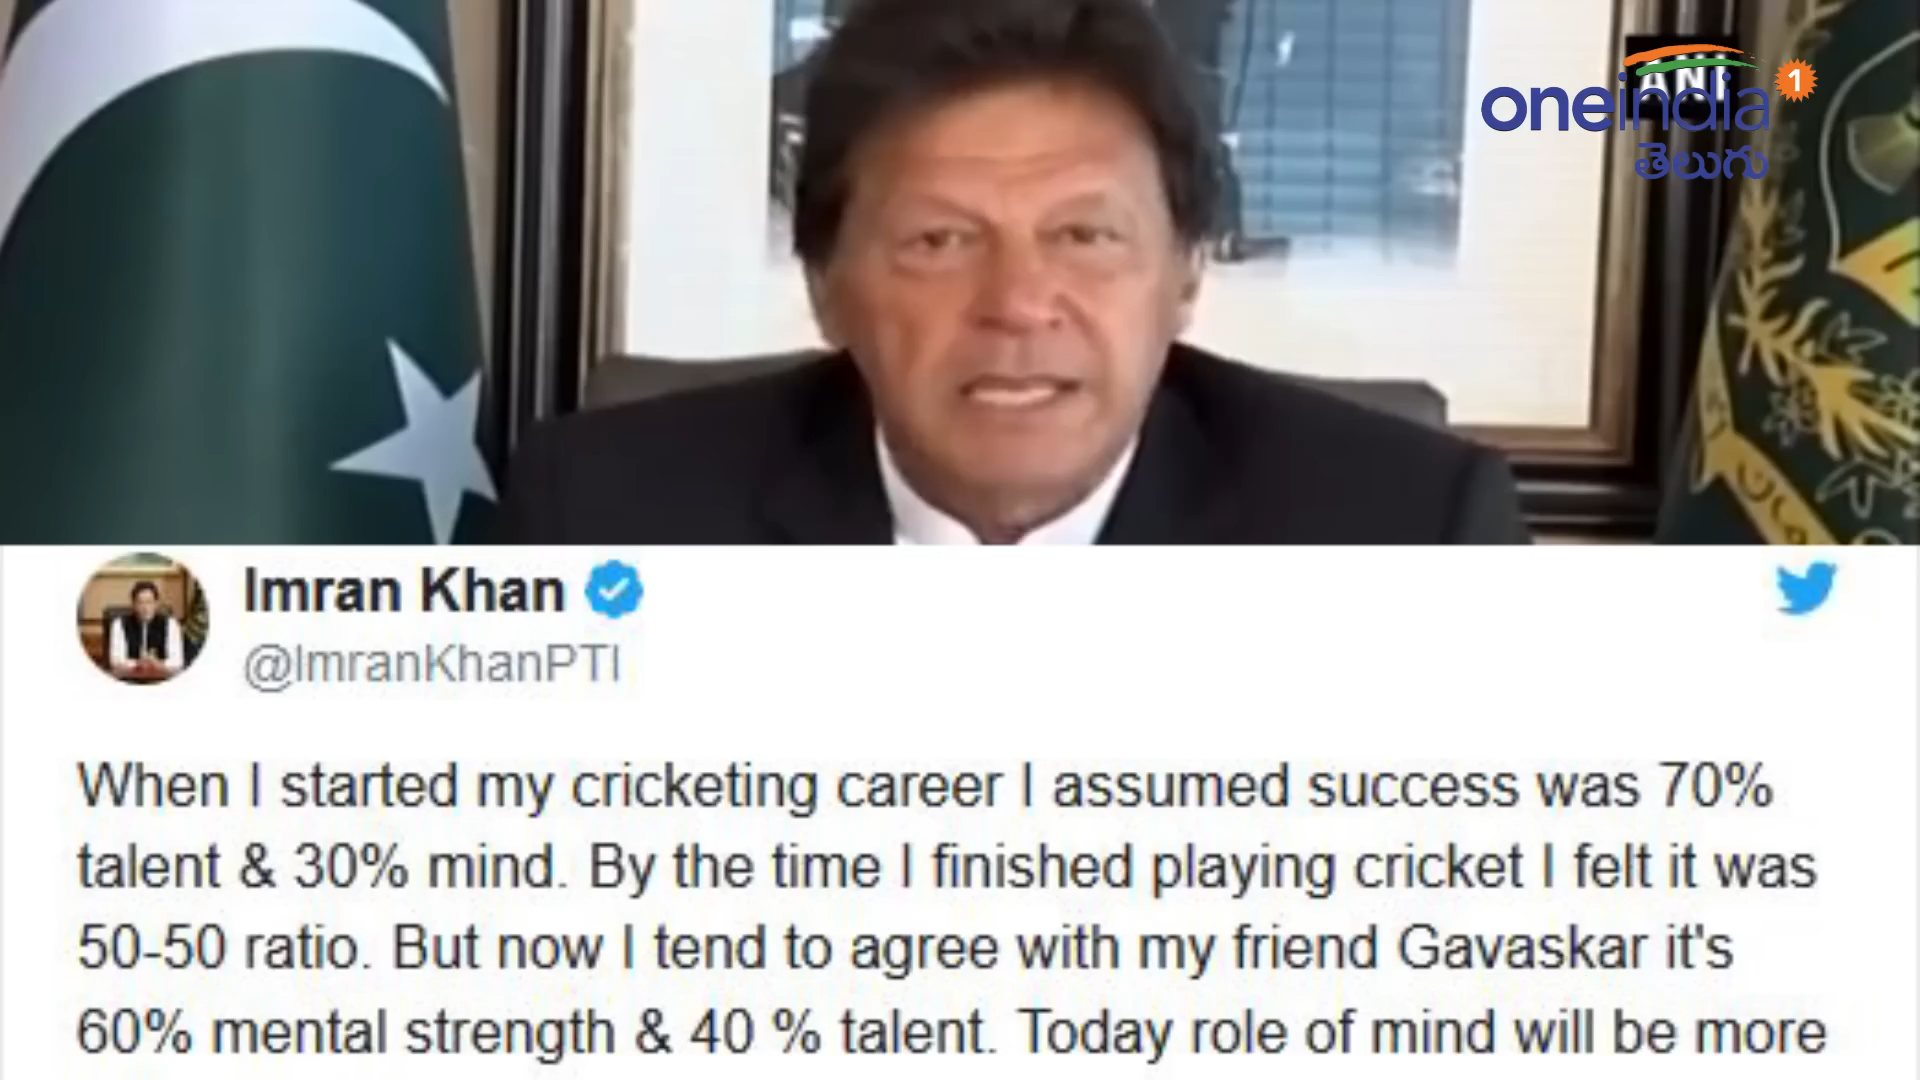 ANI
oneindia 1
తెలుగు
Imran Khan
@ImranKhanPTI
When I started my cricketing career I assumed success was 70%
talent & 30% mind. By the time I finished playing cricket I felt it was
50-50 ratio. But now I tend to agree with my friend Gavaskar it's
60% mental strength & 40 % talent. Today role of mind will be more